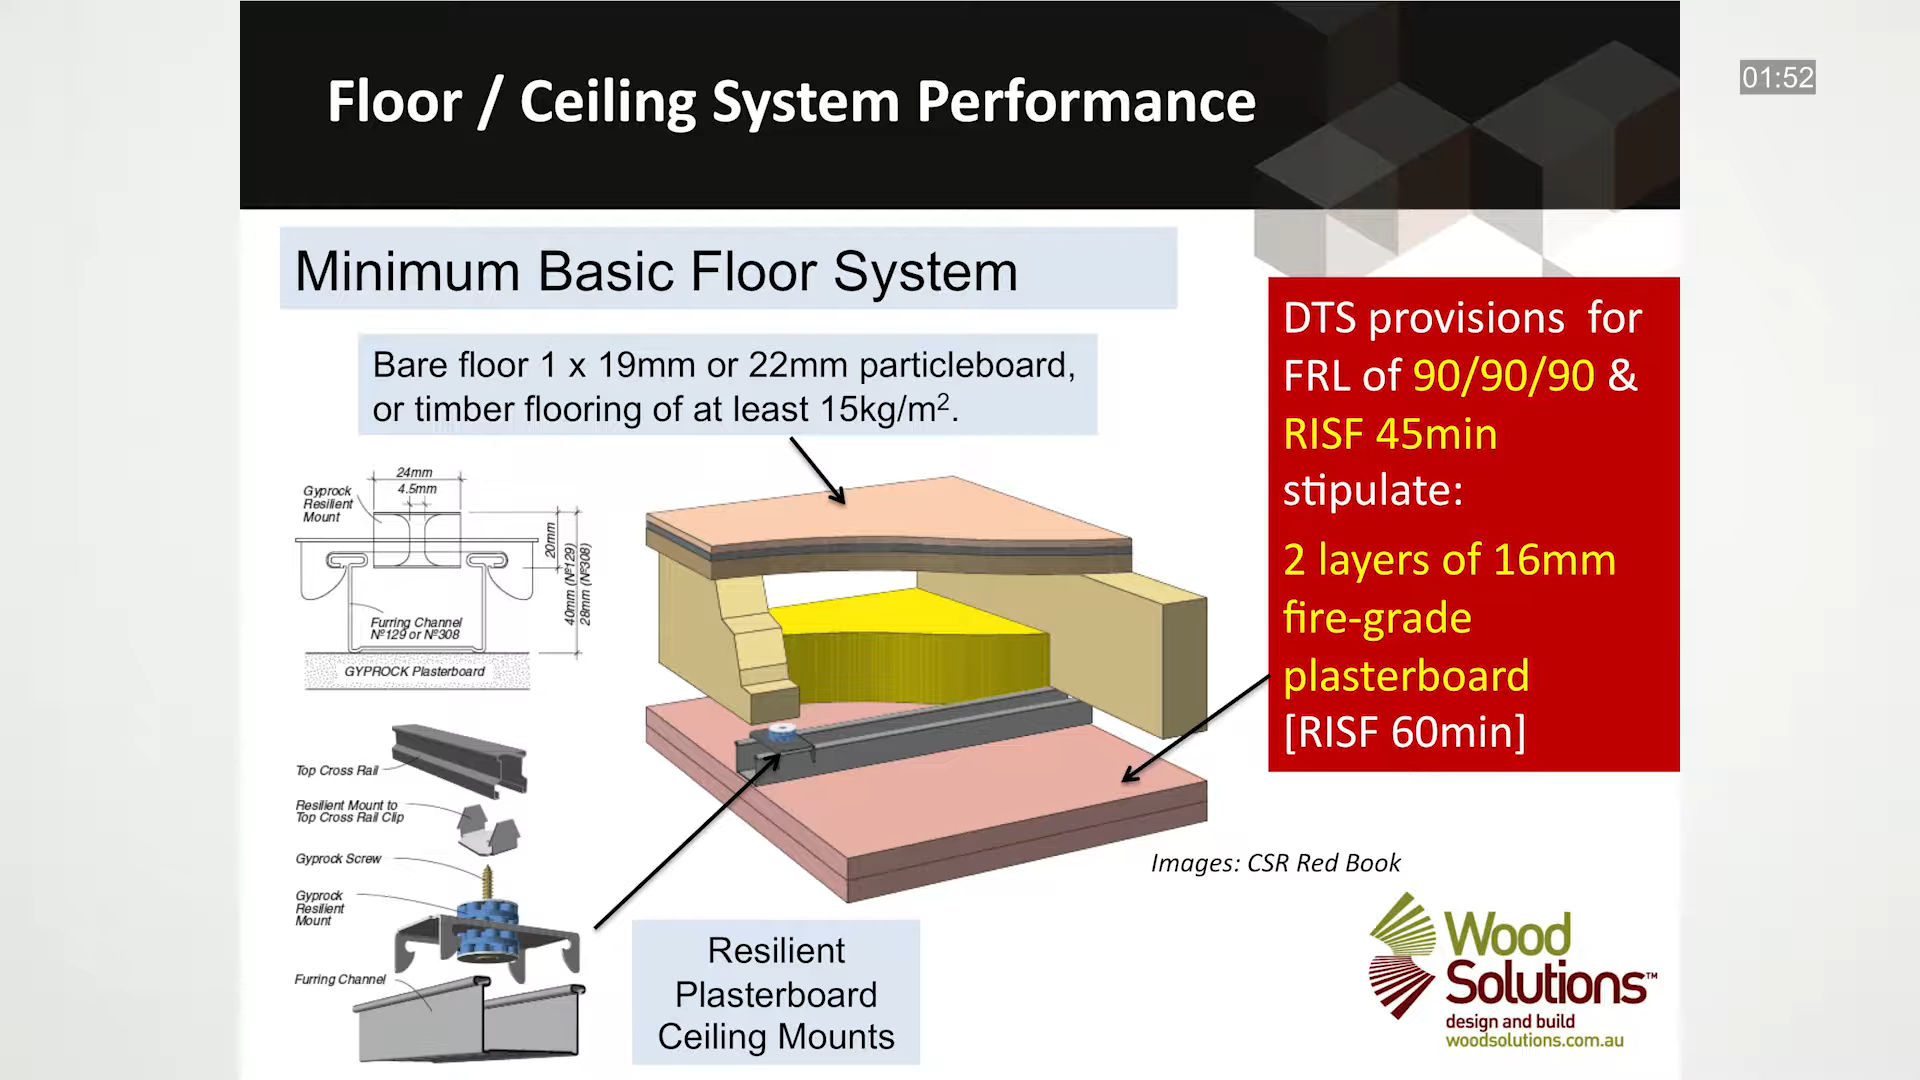 Floor / Ceiling System Performance
01:52
Minimum Basic Floor System
Bare floor 1 x 19mm or 22mm particleboard,
or timber flooring of at least 15kg/m².
DTS provisions for
FRL of 90/90/90 &
RISF 45min
stipulate:
2 layers of 16mm
fire-grade
plasterboard
[RISF 60min]
24mm
4.5mm
Gyprock
Resilient
Mount
20mm
40mm (Nº129)
28mm (Nº308)
Furring Channel
Nº129 or Nº308
GYPROCK Plasterboard
Top Cross Rail
Resilient Mount to
Top Cross Rail Clip
Gyprock Screw
Gyprock
Resilient
Mount
Furring Channel
Resilient
Plasterboard
Ceiling Mounts
Images: CSR Red Book
Wood
Solutions™
design and build
woodsolutions.com.au